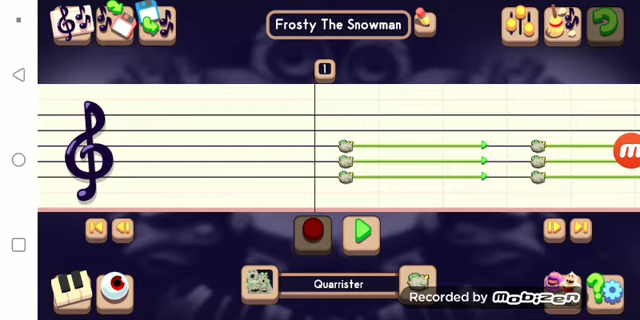 Frosty The Snowman
1
M
Quarrister
Recorded by mobizen